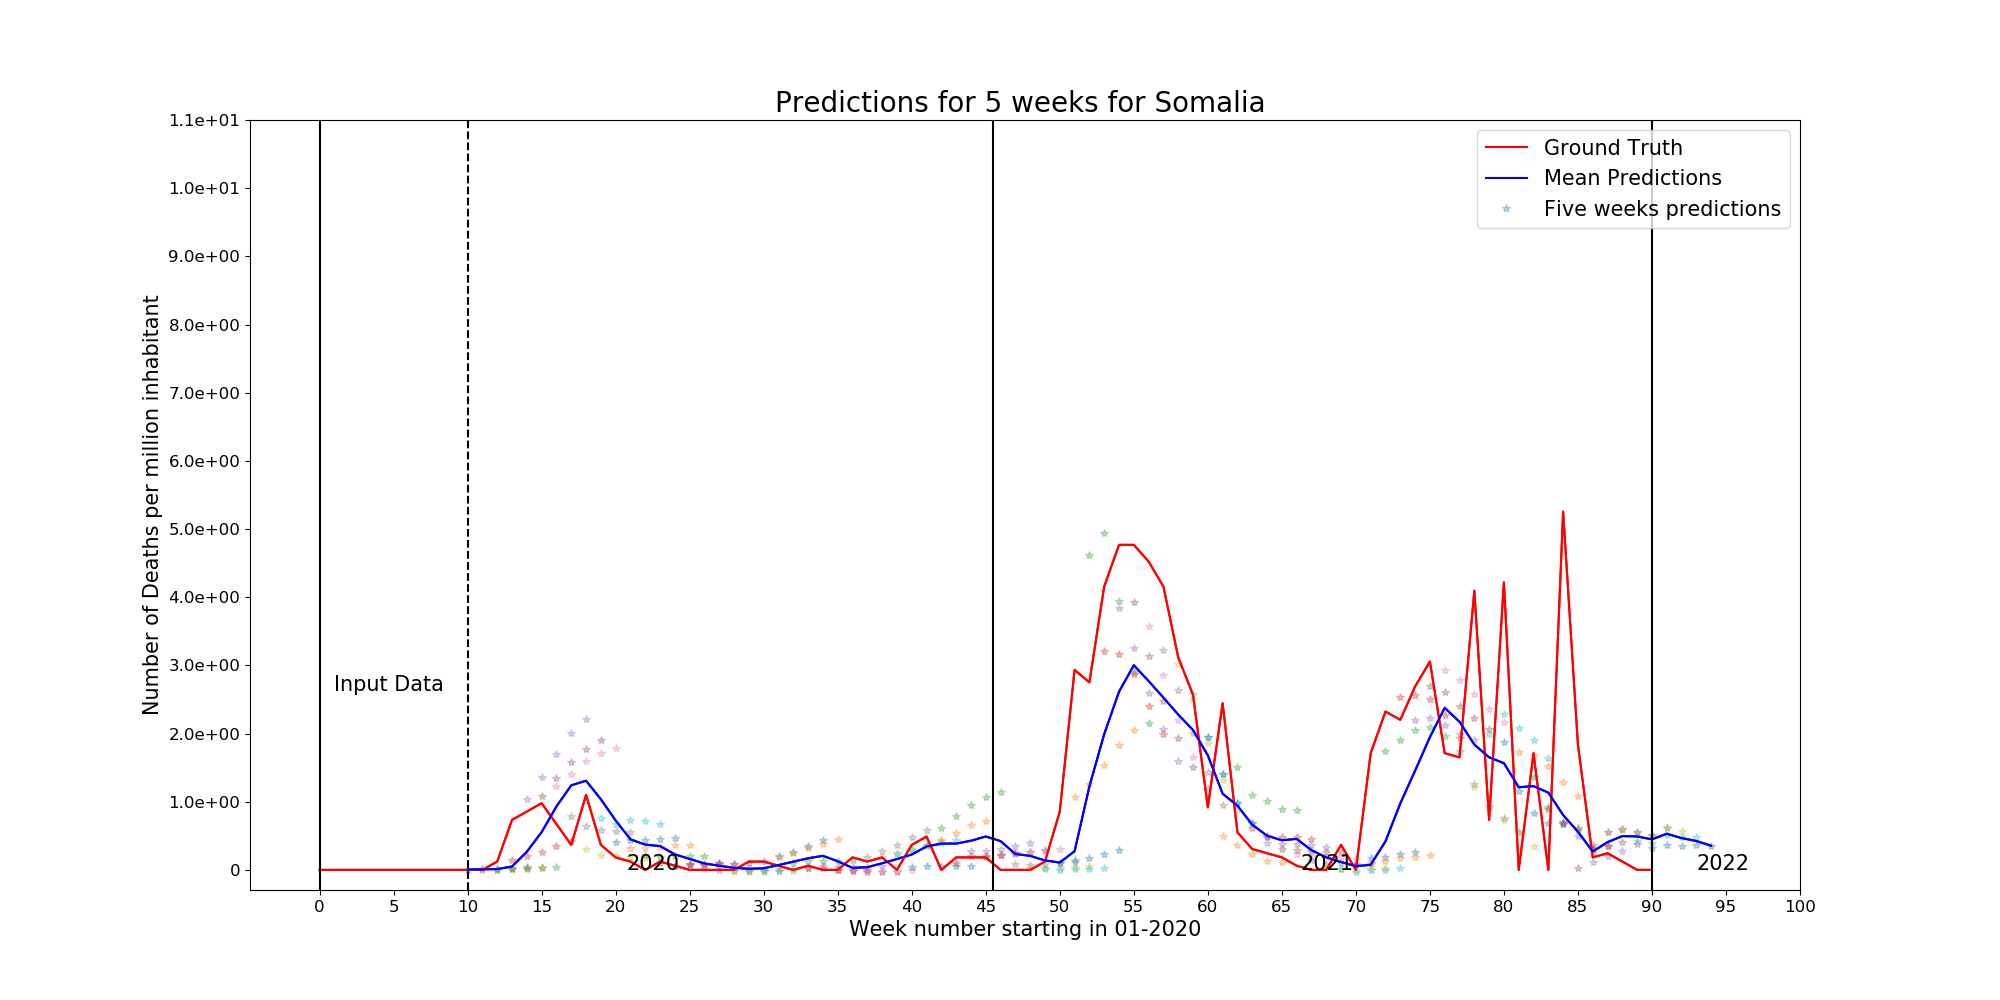 Predictions for 5 weeks for Somalia
1.1e+01
1.0e+01
9.0e+00
8.0e+00
7.0e+00
6.0e+00
5.0e+00
4.0e+00
3.0e+00
2.0e+00
1.0e+00
0
Number of Deaths per million inhabitant
Ground Truth
Mean Predictions
Five weeks predictions
Input Data
2020
2021
2022
0 5 10 15 20 25 30 35 40 45 50 55 60 65 70 75 80 85 90 95 100
Week number starting in 01-2020